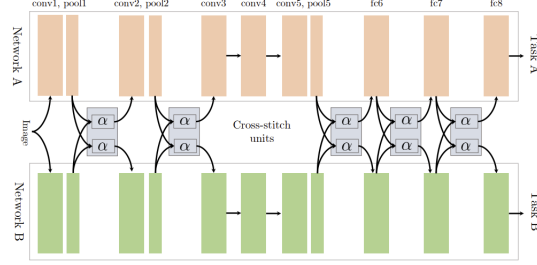 conv1, pool1 conv2, pool2 conv3 conv4 conv5, pool5 fc6 fc7 fc8
Network A
Task A
α α α α α
Image
Cross-stitch
units
α α α α α
Network B
Task B